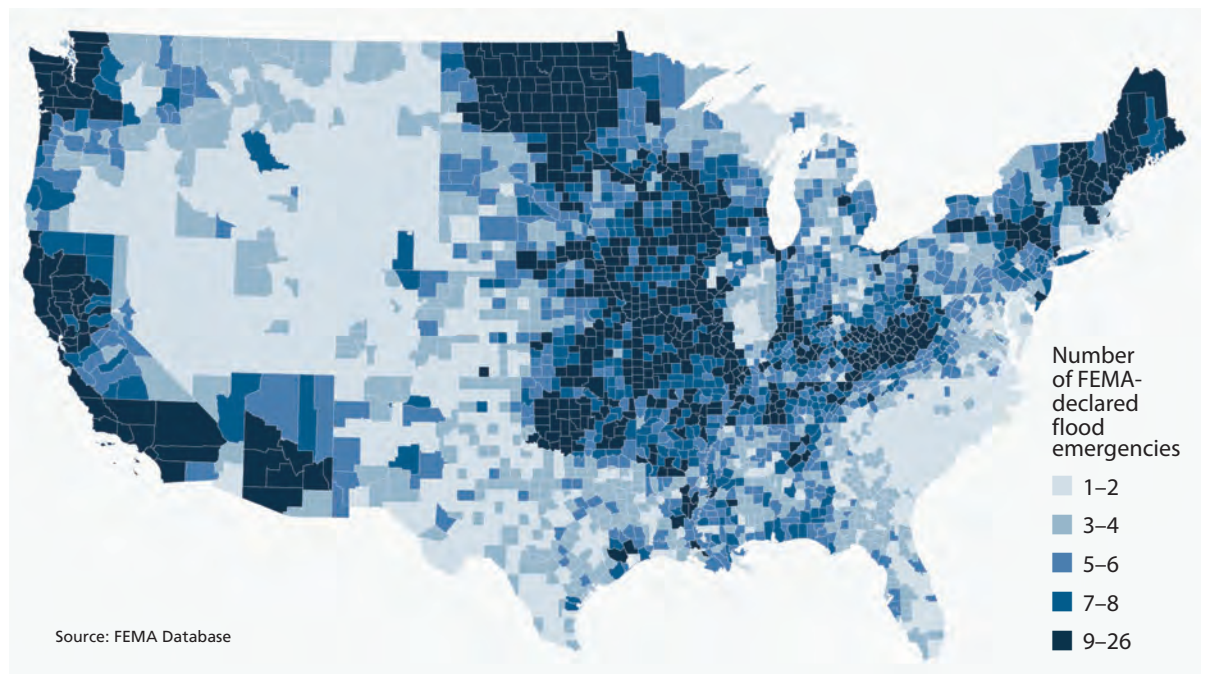 Number
of FEMA-
declared
flood
emergencies
1–2
3–4
5–6
7–8
9–26
Source: FEMA Database